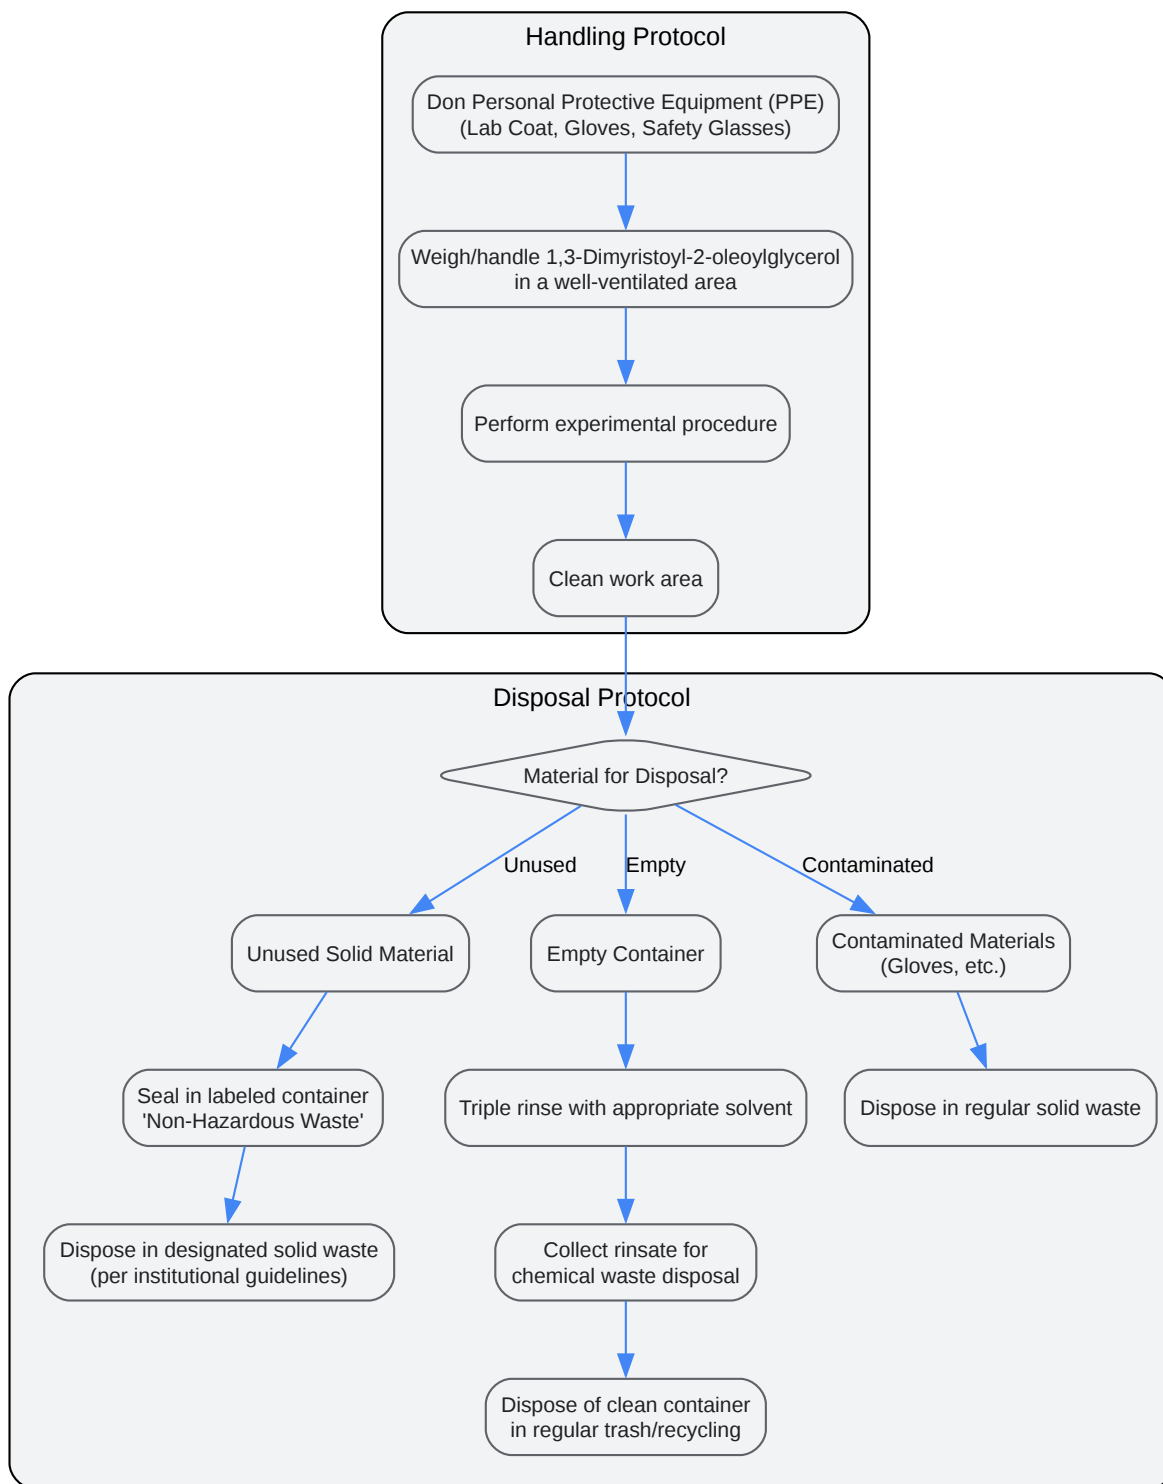 Handling Protocol
Don Personal Protective Equipment (PPE)
(Lab Coat, Gloves, Safety Glasses)
Weigh/handle 1,3-Dimyristoyl-2-oleoylglycerol
in a well-ventilated area
Perform experimental procedure
Clean work area
Disposal Protocol
Material for Disposal?
Unused
Empty
Contaminated
Unused Solid Material
Empty Container
Contaminated Materials
(Gloves, etc.)
Seal in labeled container
'Non-Hazardous Waste'
Triple rinse with appropriate solvent
Dispose in regular solid waste
Dispose in designated solid waste
(per institutional guidelines)
Collect rinsate for
chemical waste disposal
Dispose of clean container
in regular trash/recycling